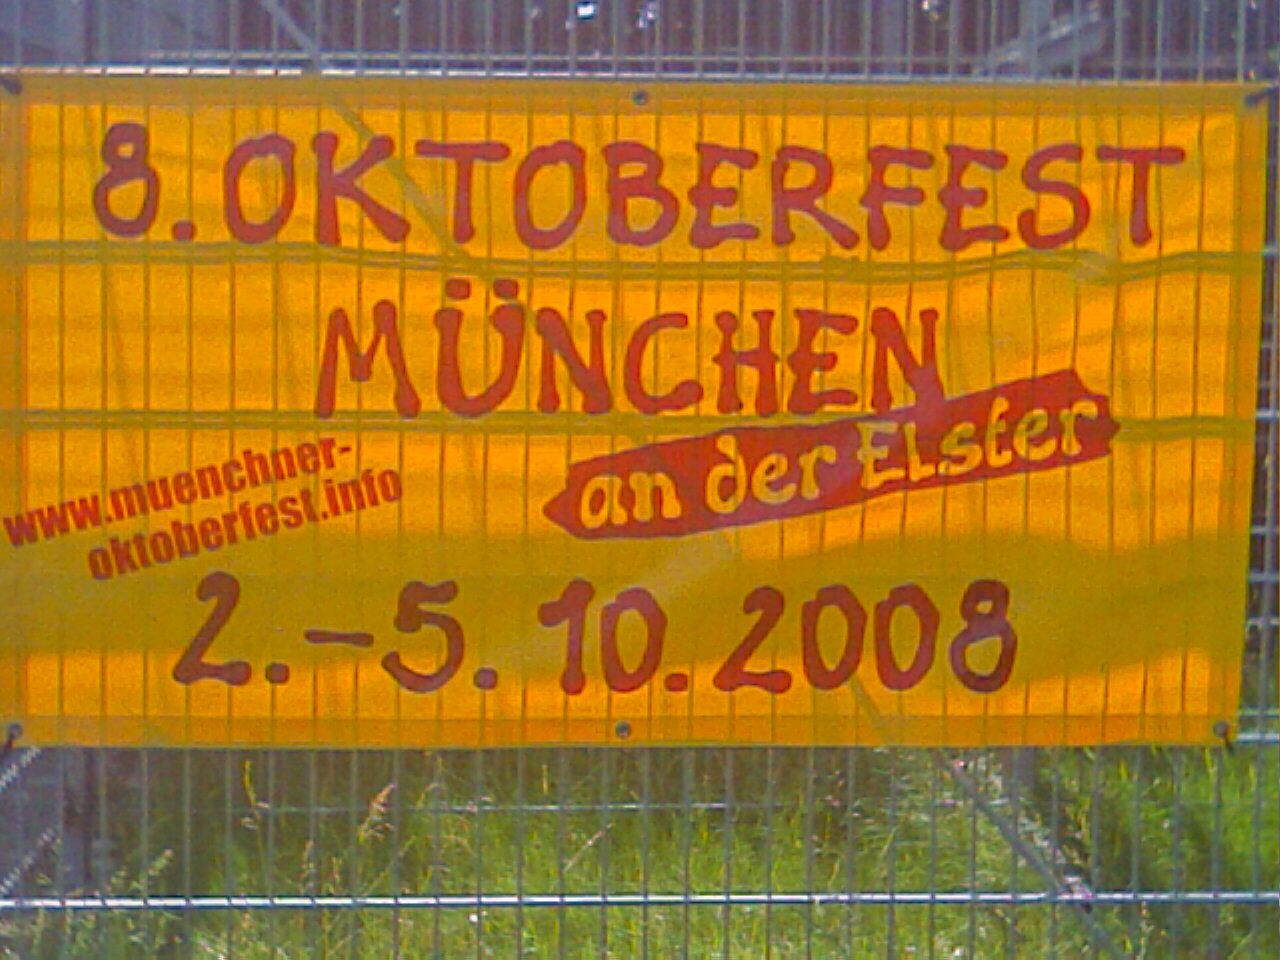 8. OKTOBERFEST
MÜNCHEN
an der Elster
www.muenchner-
oktoberfest.info
2.-5. 10. 2008